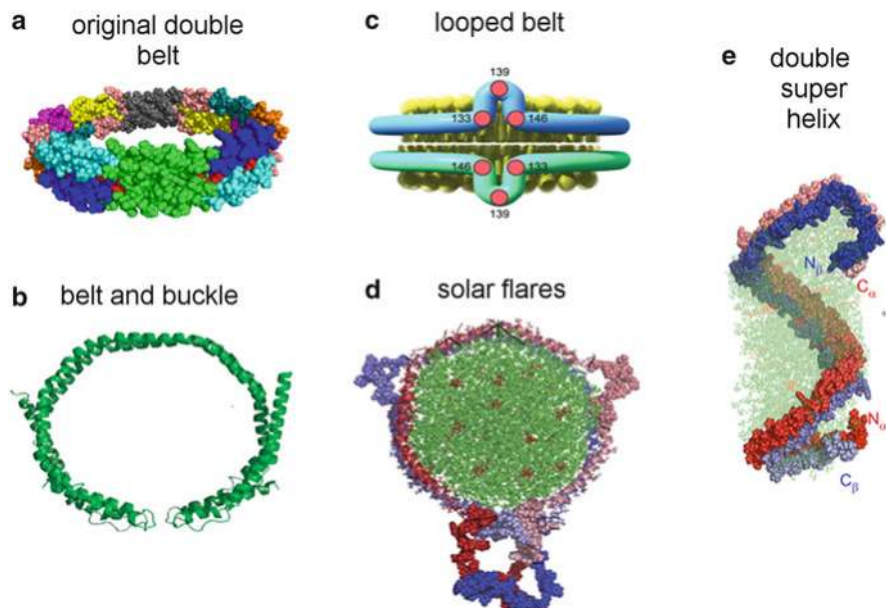 a original double
belt
c looped belt
139
133 146
146 133
139
e double
super
helix
b belt and buckle
d solar flares
Nβ
Cα
Nα
Cβ